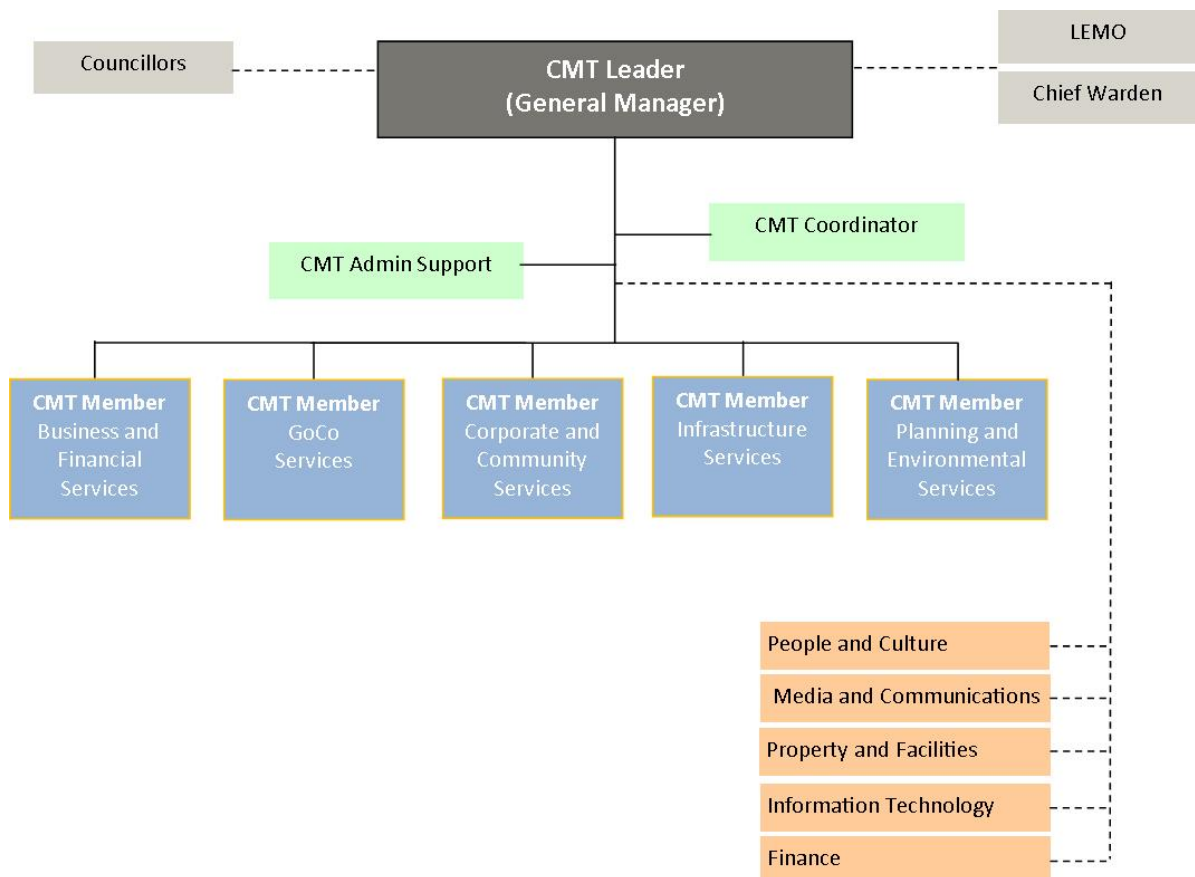 Councillors
CMT Leader
(General Manager)
LEMO
Chief Warden
CMT Coordinator
CMT Admin Support
CMT Member
Business and
Financial
Services
CMT Member
GoCo
Services
CMT Member
Corporate and
Community
Services
CMT Member
Infrastructure
Services
CMT Member
Planning and
Environmental
Services
People and Culture
Media and Communications
Property and Facilities
Information Technology
Finance